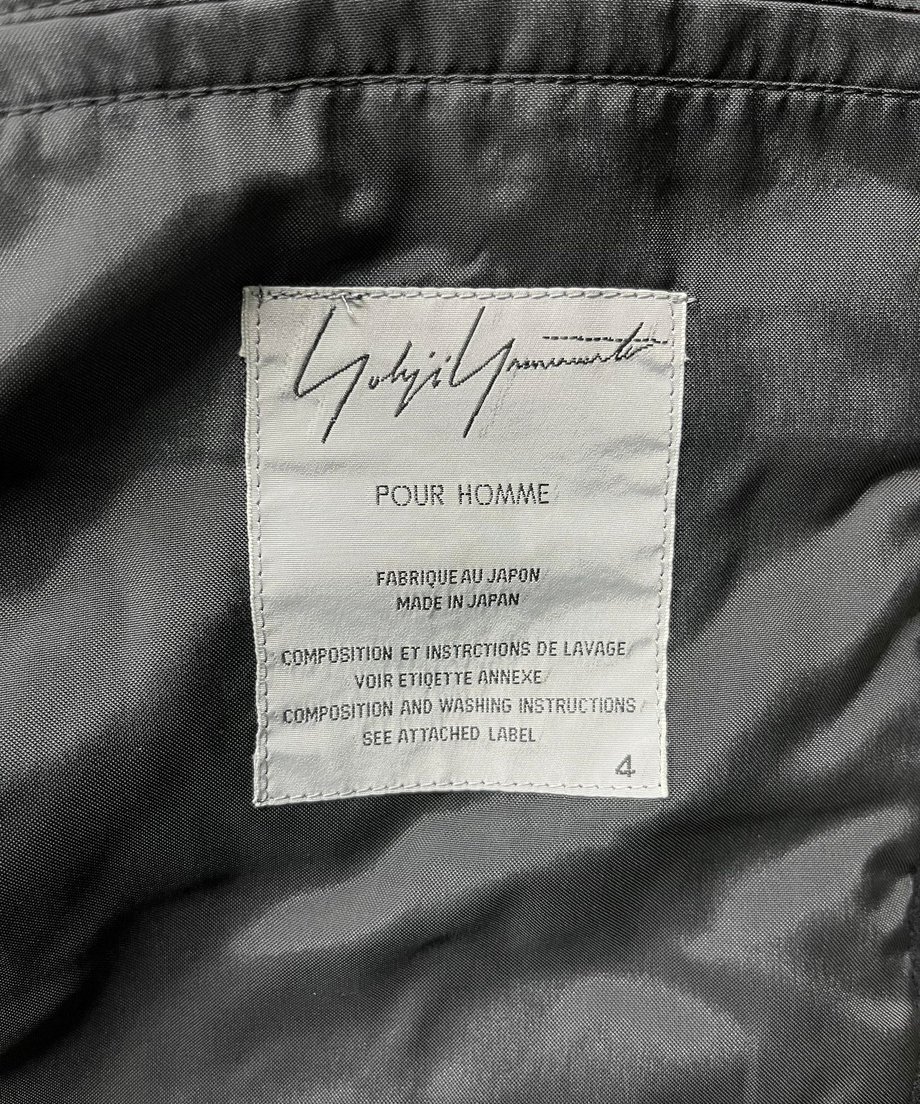 Yohji Yamamoto
POUR HOMME
FABRIQUE AU JAPON
MADE IN JAPAN
COMPOSITION ET INSTRCTIONS DE LAVAGE
VOIR ETIQETTE ANNEXE
COMPOSITION AND WASHING INSTRUCTIONS
SEE ATTACHED LABEL
4